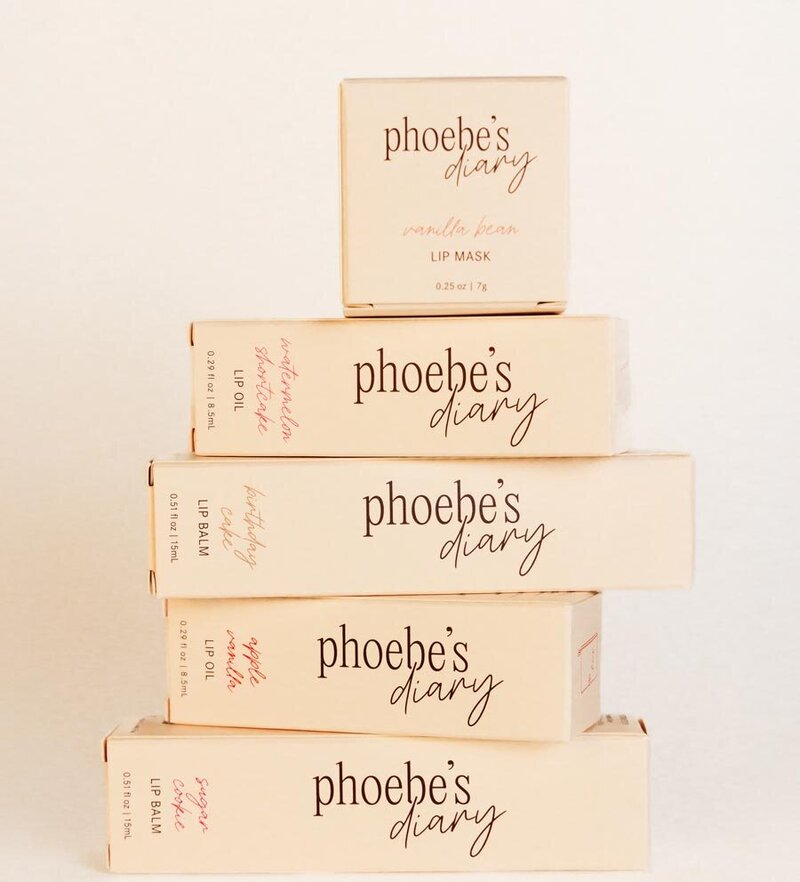 phoebe's
diary
vanilla bean
LIP MASK
0.25 oz | 7g
phoebe's
diary
watermelon
shortcake
LIP OIL
0.29 fl oz | 8.5mL
phoebe's
diary
birthday
cake
LIP BALM
0.51 fl oz | 15mL
phoebe's
diary
apple
vanilla
LIP OIL
0.29 fl oz | 8.5mL
phoebe's
diary
sugar
cookie
LIP BALM
0.51 fl oz | 15mL